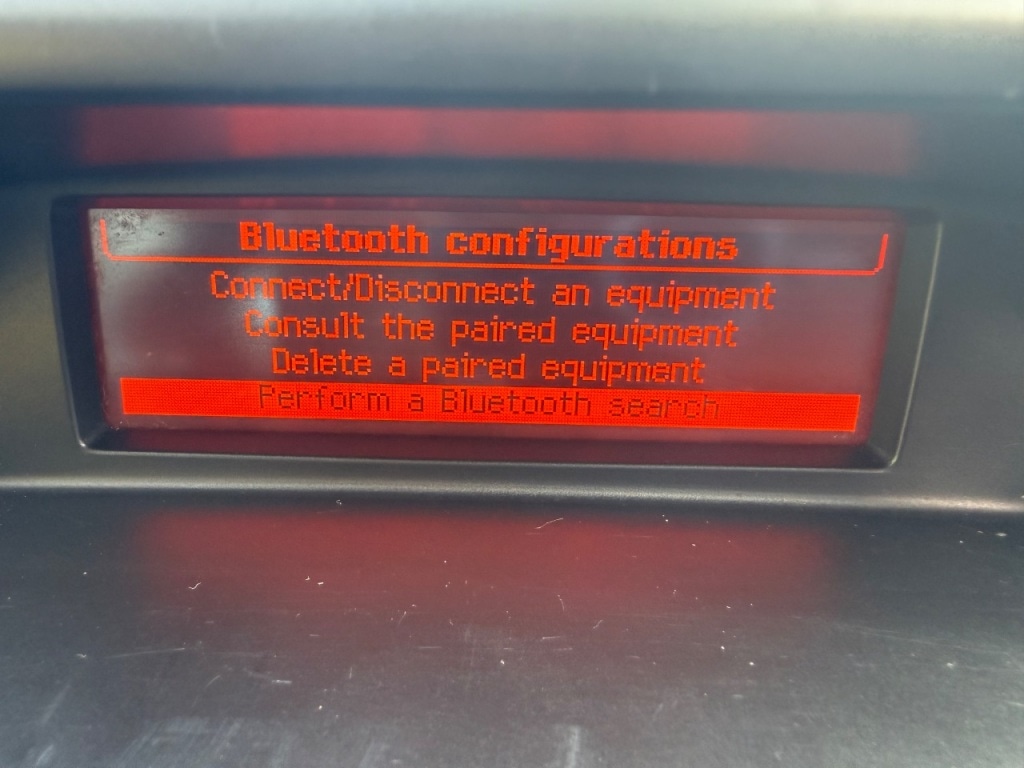 Bluetooth configurations
Connect/Disconnect an equipment
Consult the paired equipment
Delete a paired equipment
Perform a Bluetooth search